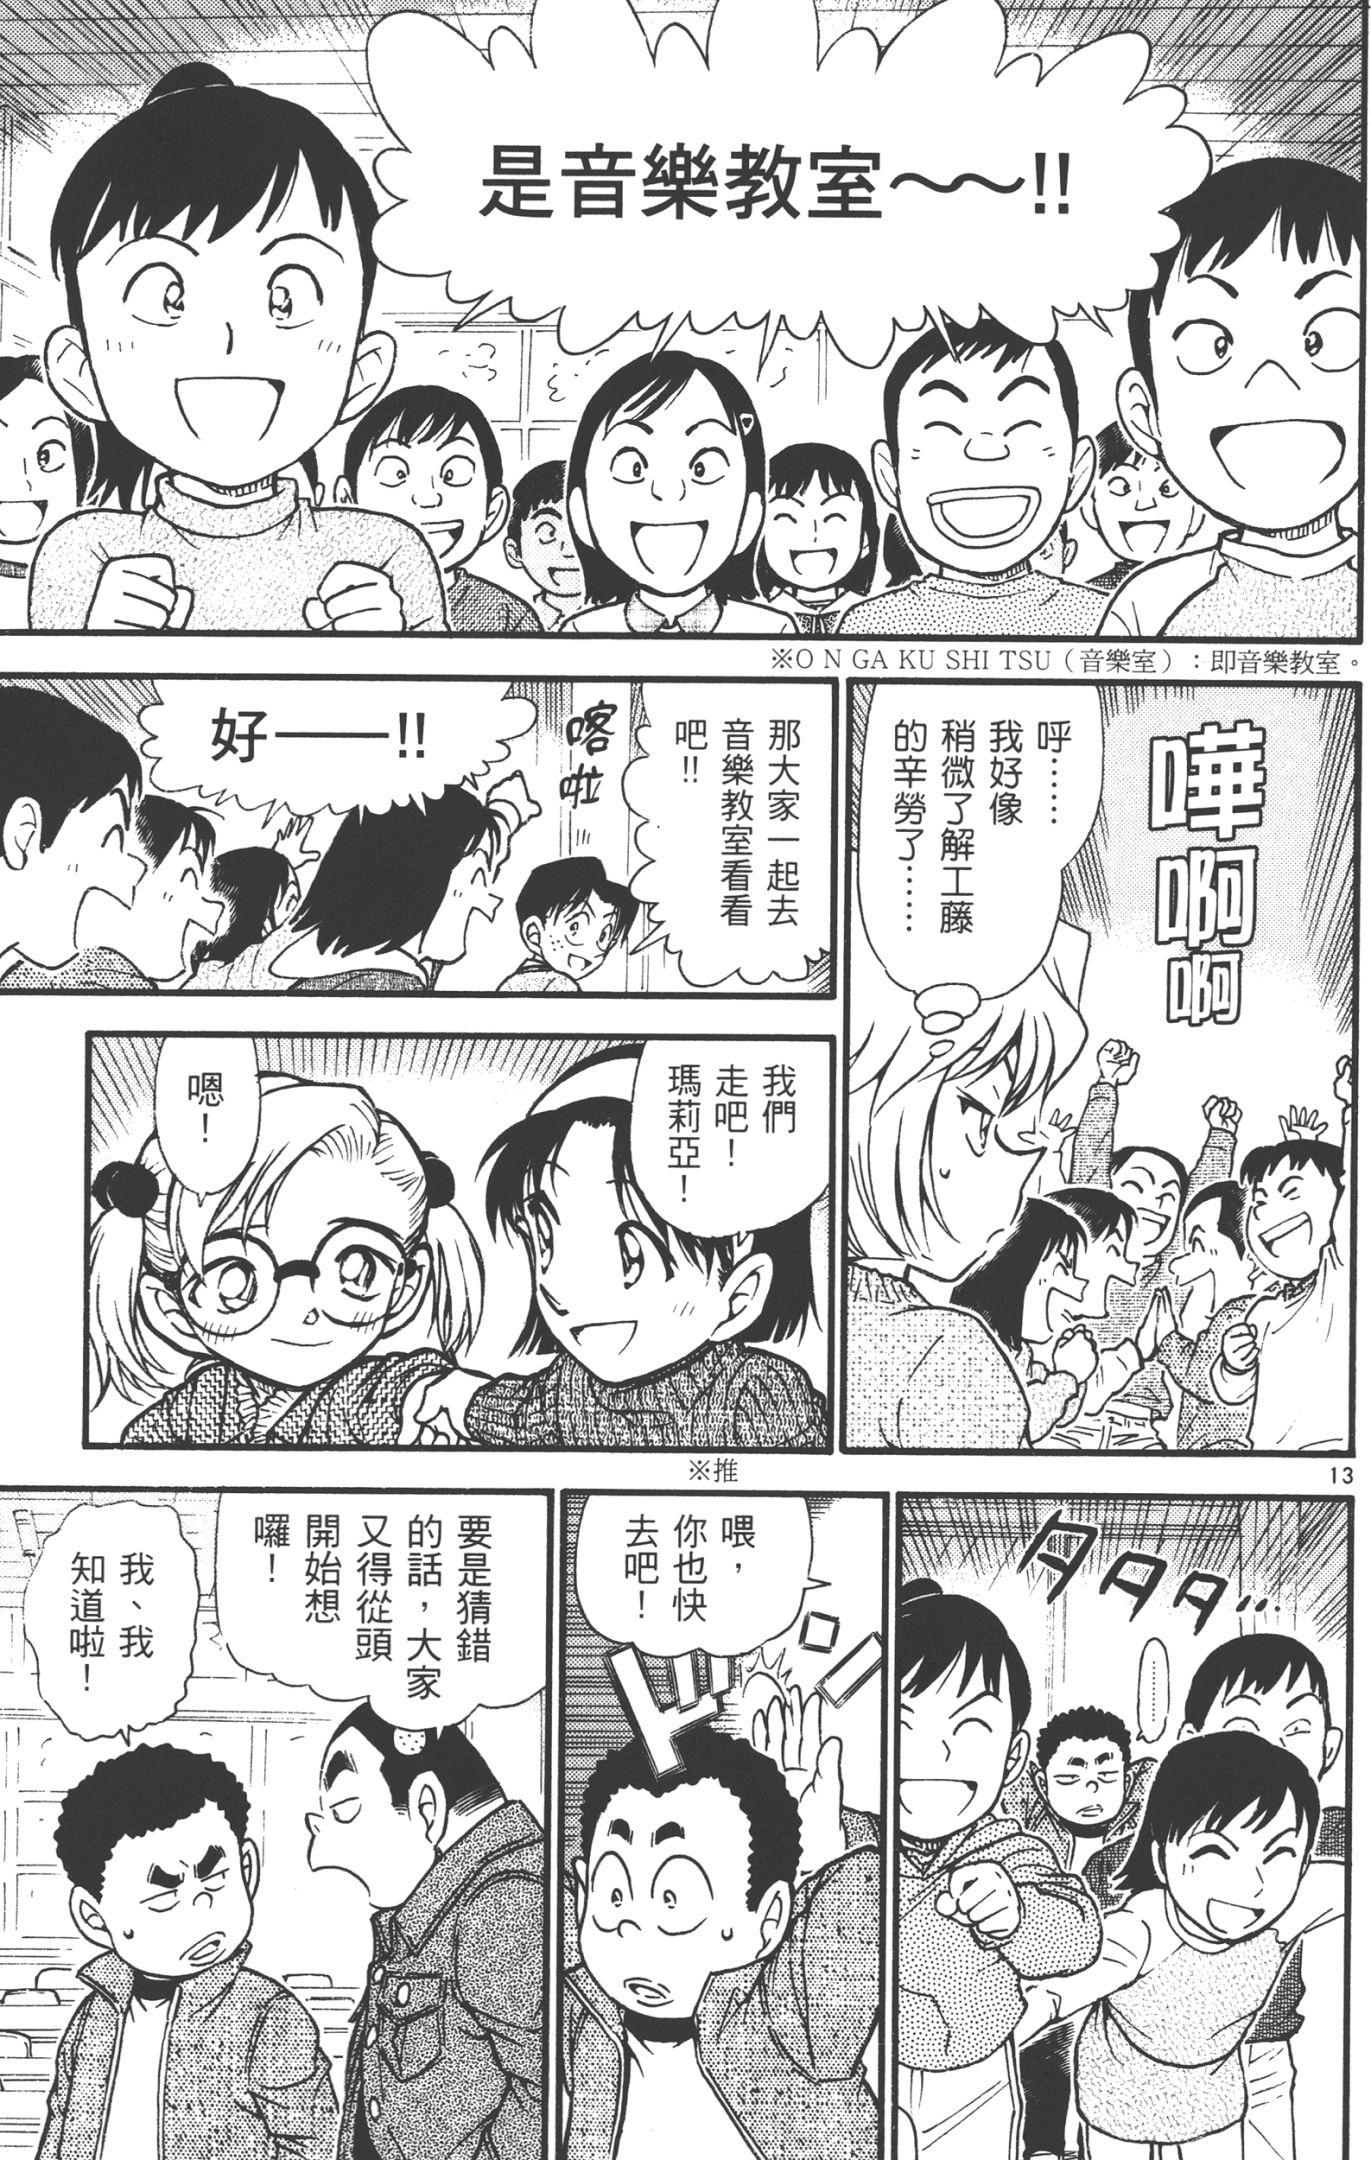 是音樂教室～～!!
※O N GA KU SHI TSU（音樂室）：即音樂教室。
嘩啊啊
呼……
我好像
稍微了解工藤
的辛勞了……
那大家一起去
音樂教室看看
吧!!
喀啦
好——!!
我們
走吧！
瑪莉亞！
嗯！
13
タタタ…
………
※推
喂，
你也快
去吧！
ドン
要是猜錯
的話，大家
又得從頭
開始想
囉！
我、我
知道啦！